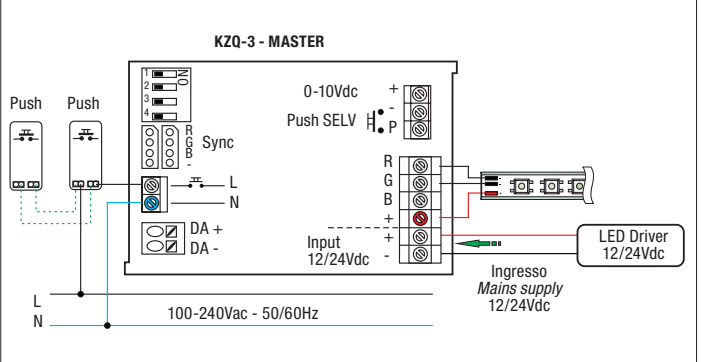 KZQ-3 - MASTER
1
2
3
4
NO
R
G
B
-
Sync
0-10Vdc
+
-
Push SELV
P
Push
Push
L
N
DA +
DA -
R
G
B
+
+
-
Input
12/24Vdc
LED Driver
12/24Vdc
Ingresso
Mains supply
12/24Vdc
L
N
100-240Vac - 50/60Hz